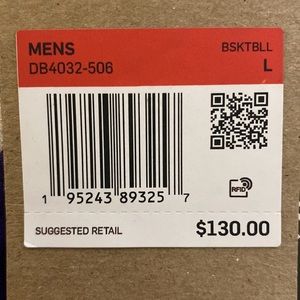 MENS BSKTBLL
DB4032-506 L
1 95243 89325 7
RFID
SUGGESTED RETAIL $130.00